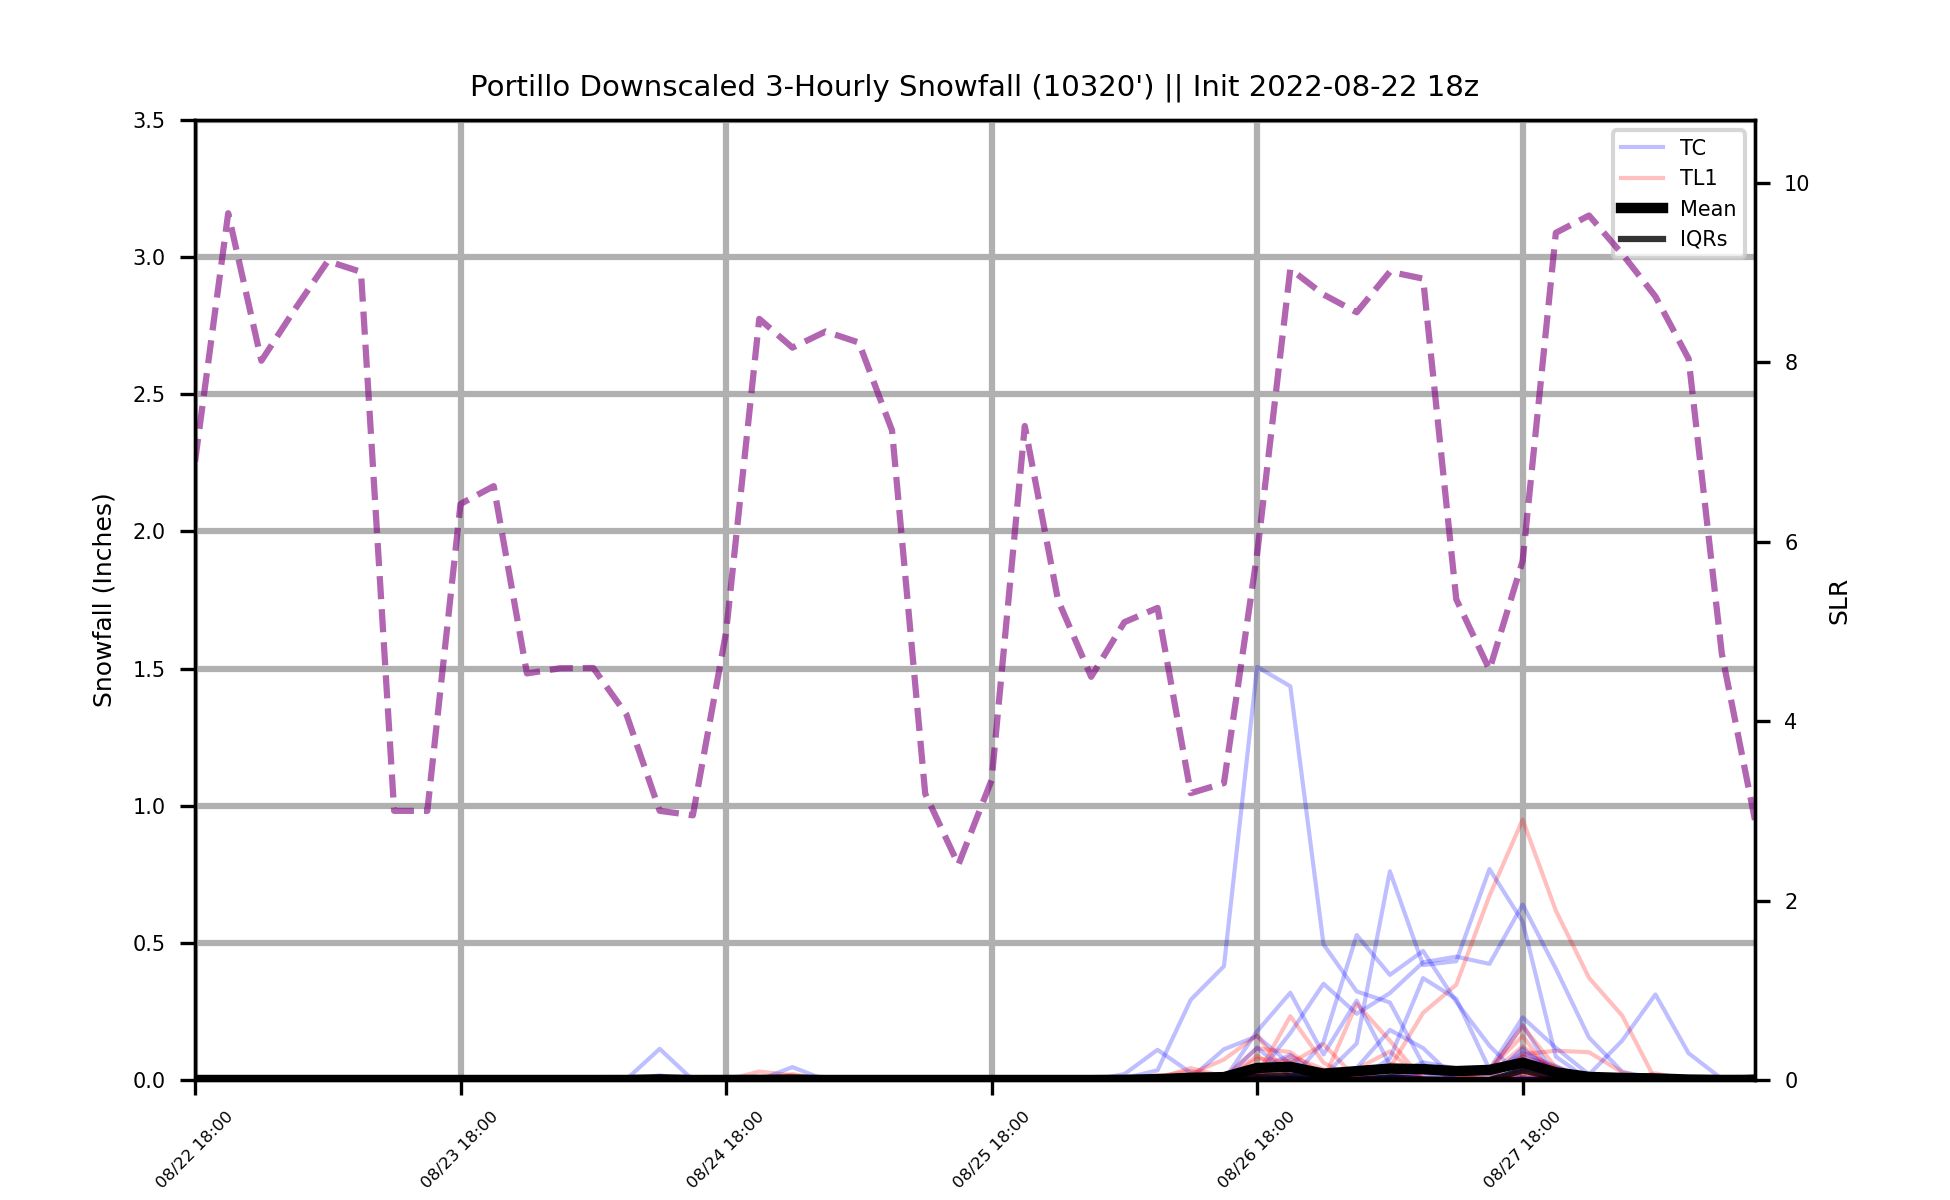 Portillo Downscaled 3-Hourly Snowfall (10320') || Init 2022-08-22 18z
3.5
3.0
2.5
2.0
1.5
1.0
0.5
0.0
Snowfall (Inches)
TC
TL1
Mean
IQRs
10
8
6
4
2
0
SLR
08/22 18:00
08/23 18:00
08/24 18:00
08/25 18:00
08/26 18:00
08/27 18:00